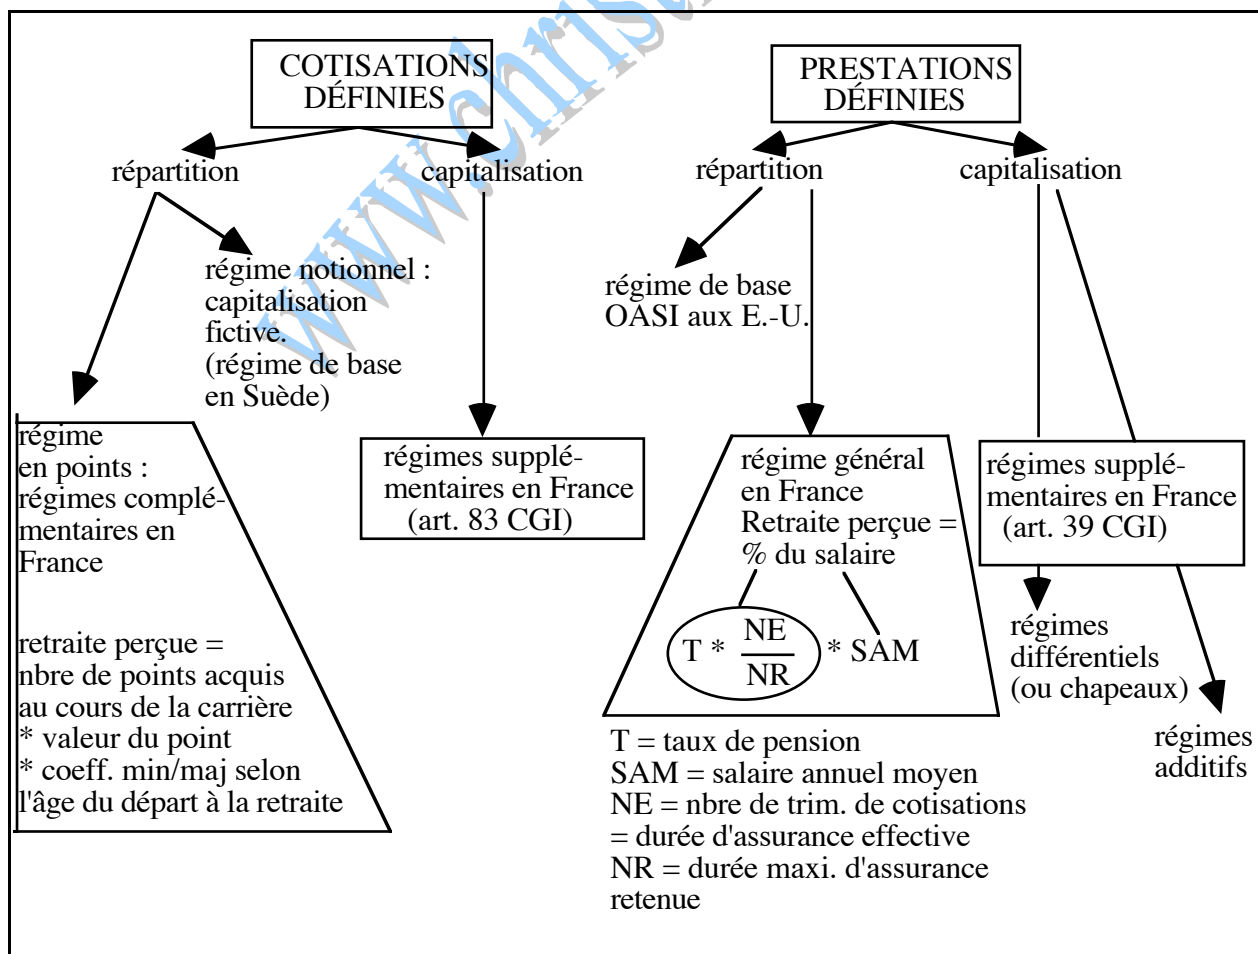 www.christ
COTISATIONS
DÉFINIES
répartition
capitalisation
régime notionnel :
capitalisation
fictive.
(régime de base
en Suède)
régime
en points :
régimes complé-
mentaires en
France
retraite perçue =
nbre de points acquis
au cours de la carrière
* valeur du point
* coeff. min/maj selon
l'âge du départ à la retraite
régimes supplé-
mentaires en France
(art. 83 CGI)
PRESTATIONS
DÉFINIES
répartition
capitalisation
régime de base
OASI aux E.-U.
régime général
en France
Retraite perçue =
% du salaire
T * NE / NR * SAM
T = taux de pension
SAM = salaire annuel moyen
NE = nbre de trim. de cotisations
= durée d'assurance effective
NR = durée maxi. d'assurance
retenue
régimes supplé-
mentaires en France
(art. 39 CGI)
régimes
différentiels
(ou chapeaux)
régimes
additifs